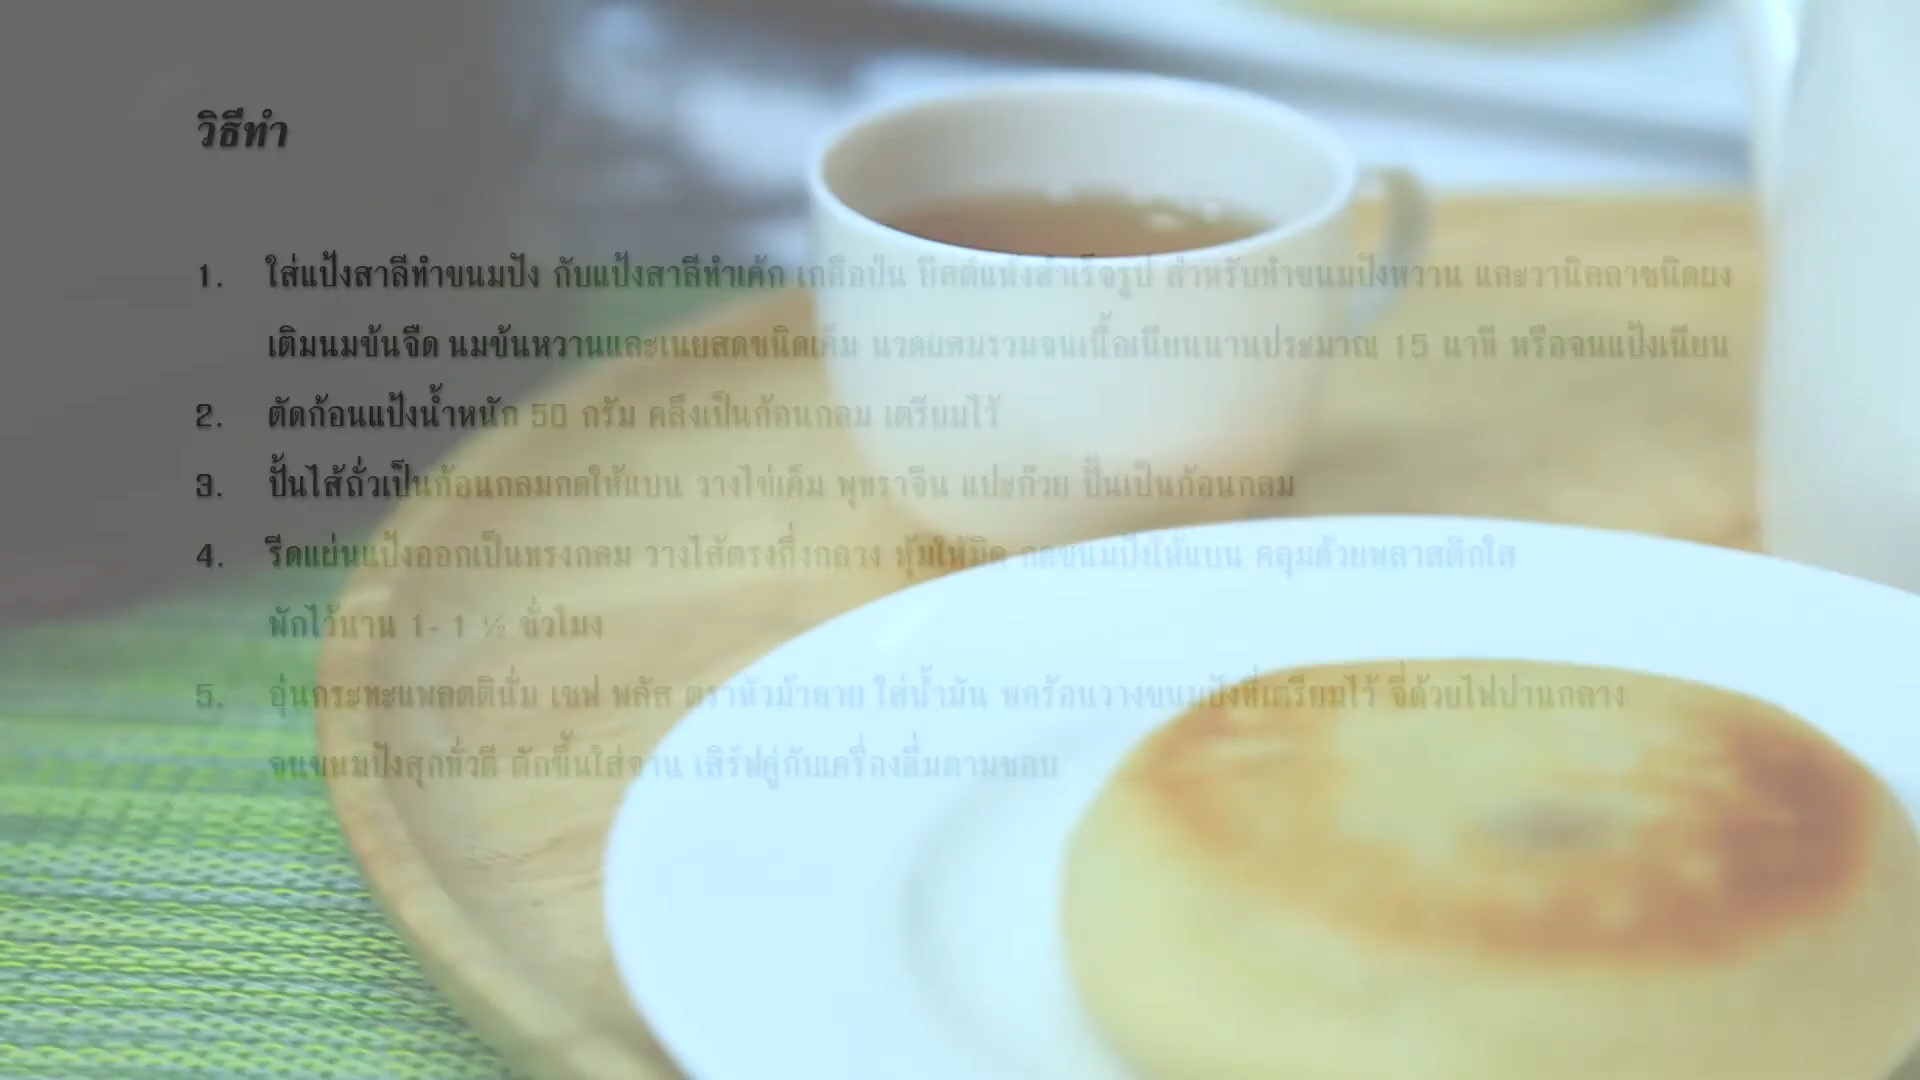 วิธีทำ
1. ใส่แป้งสาลีทำขนมปัง กับแป้งสาลีทำเค้ก เกลือป่น ยีสต์แห้งสำเร็จรูป สำหรับทำขนมปังหวาน และวานิลลาชนิดผง
เติมนมข้นจืด นมข้นหวานและเนยสดชนิดเค็ม นวดผสมรวมจนเนื้อเนียนนานประมาณ 15 นาที หรือจนแป้งเนียน
2. ตัดก้อนแป้งน้ำหนัก 50 กรัม คลึงเป็นก้อนกลม เตรียมไว้
3. ปั้นไส้ถั่วเป็นก้อนกลมกดให้แบน วางไข่เค็ม พุทราจีน แปะก๊วย ปั้นเป็นก้อนกลม
4. รีดแผ่นแป้งออกเป็นทรงกลม วางไส้ตรงกึ่งกลาง หุ้มให้มิด กดขนมปังให้แบน คลุมด้วยพลาสติกใส
พักไว้นาน 1- 1 ½ ชั่วโมง
5. อุ่นกระทะแพลตตินั่ม เชฟ พลัส ตราหัวม้าลาย ใส่น้ำมัน พอร้อนวางขนมปังที่เตรียมไว้ จี่ด้วยไฟปานกลาง
จนขนมปังสุกทั่วดี ตักขึ้นใส่จาน เสิร์ฟคู่กับเครื่องดื่มตามชอบ